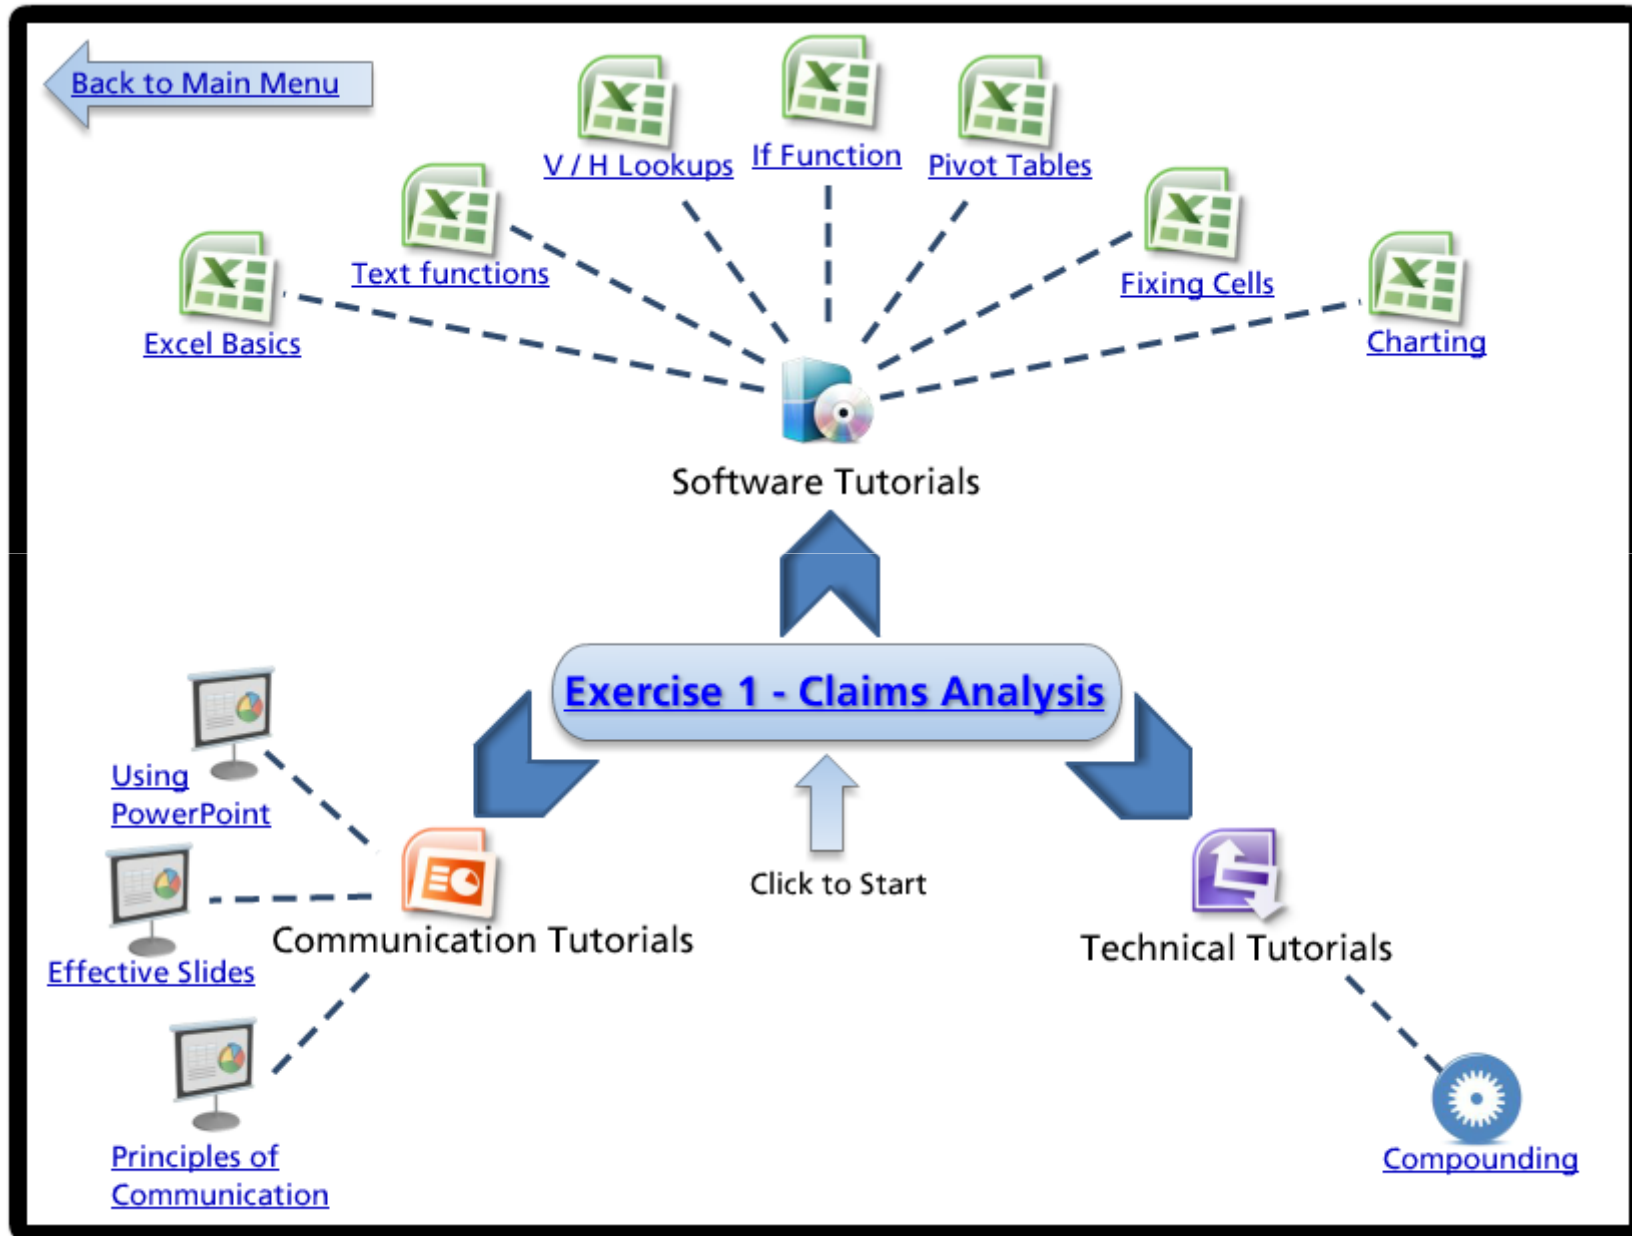 Back to Main Menu
V / H Lookups
If Function
Pivot Tables
Text functions
Fixing Cells
Excel Basics
Charting
Software Tutorials
Exercise 1 - Claims Analysis
Using
PowerPoint
Click to Start
Communication Tutorials
Technical Tutorials
Effective Slides
Principles of
Communication
Compounding